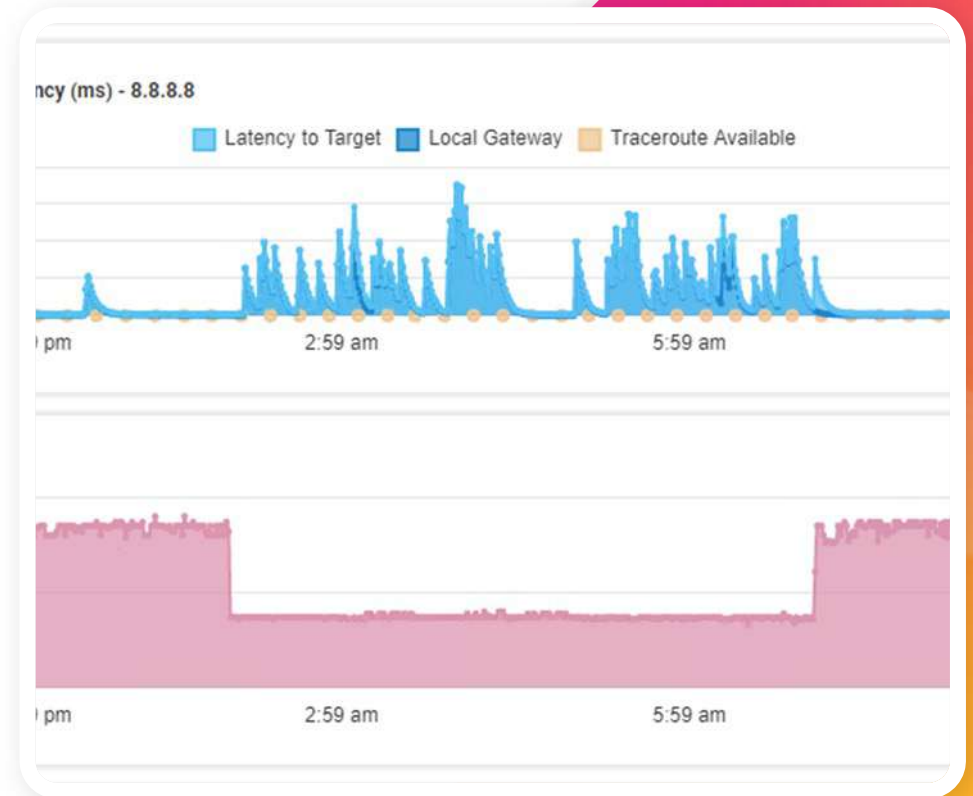 ncy (ms) - 8.8.8.8
Latency to Target Local Gateway Traceroute Available
pm 2:59 am 5:59 am
pm 2:59 am 5:59 am